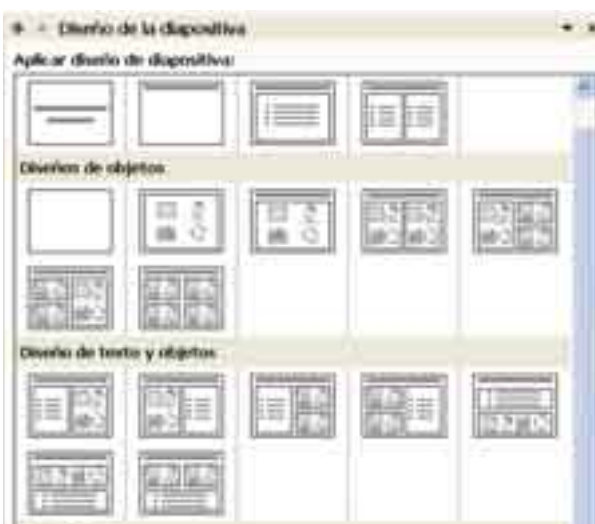 Diseño de la diapositiva
Aplicar diseño de diapositiva:
Diseños de objetos
Diseño de texto y objetos